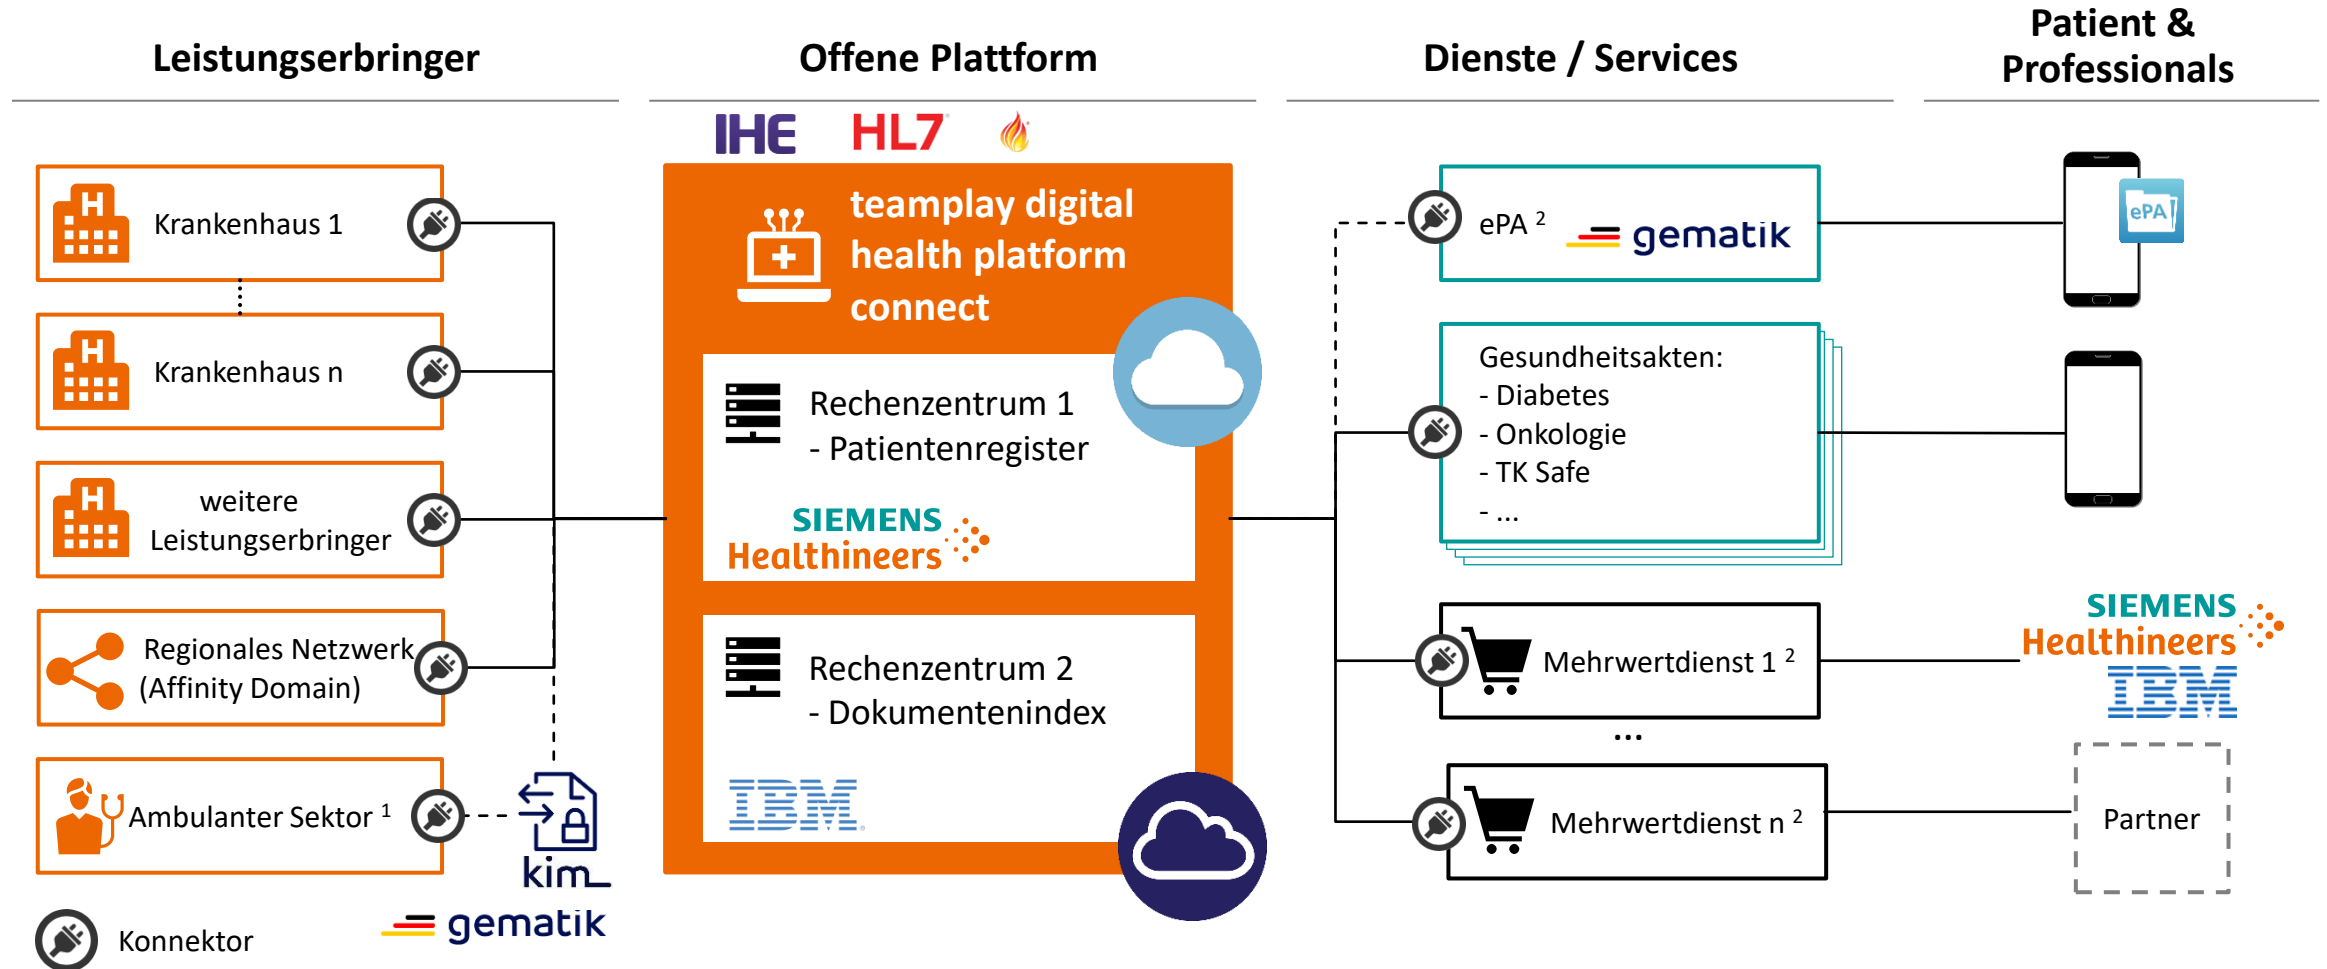 Leistungserbringer
Offene Plattform
Dienste / Services
Patient &
Professionals
IHE
HL7
Krankenhaus 1
Krankenhaus n
weitere
Leistungserbringer
Regionales Netzwerk
(Affinity Domain)
Ambulanter Sektor 1
kim_
gematik
Konnektor
teamplay digital
health platform
connect
Rechenzentrum 1
- Patientenregister
SIEMENS
Healthineers
Rechenzentrum 2
- Dokumentenindex
IBM
ePA 2
gematik
Gesundheitsakten:
- Diabetes
- Onkologie
- TK Safe
- ...
Mehrwertdienst 1 2
...
Mehrwertdienst n 2
ePA
SIEMENS
Healthineers
IBM
Partner